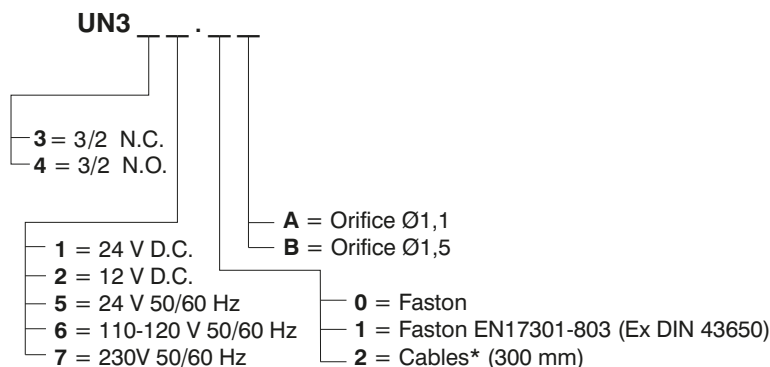 UN3 _ _ . _ _
3 = 3/2 N.C.
4 = 3/2 N.O.
A = Orifice Ø1,1
B = Orifice Ø1,5
1 = 24 V D.C.
2 = 12 V D.C.
5 = 24 V 50/60 Hz
6 = 110-120 V 50/60 Hz
7 = 230V 50/60 Hz
0 = Faston
1 = Faston EN17301-803 (Ex DIN 43650)
2 = Cables* (300 mm)